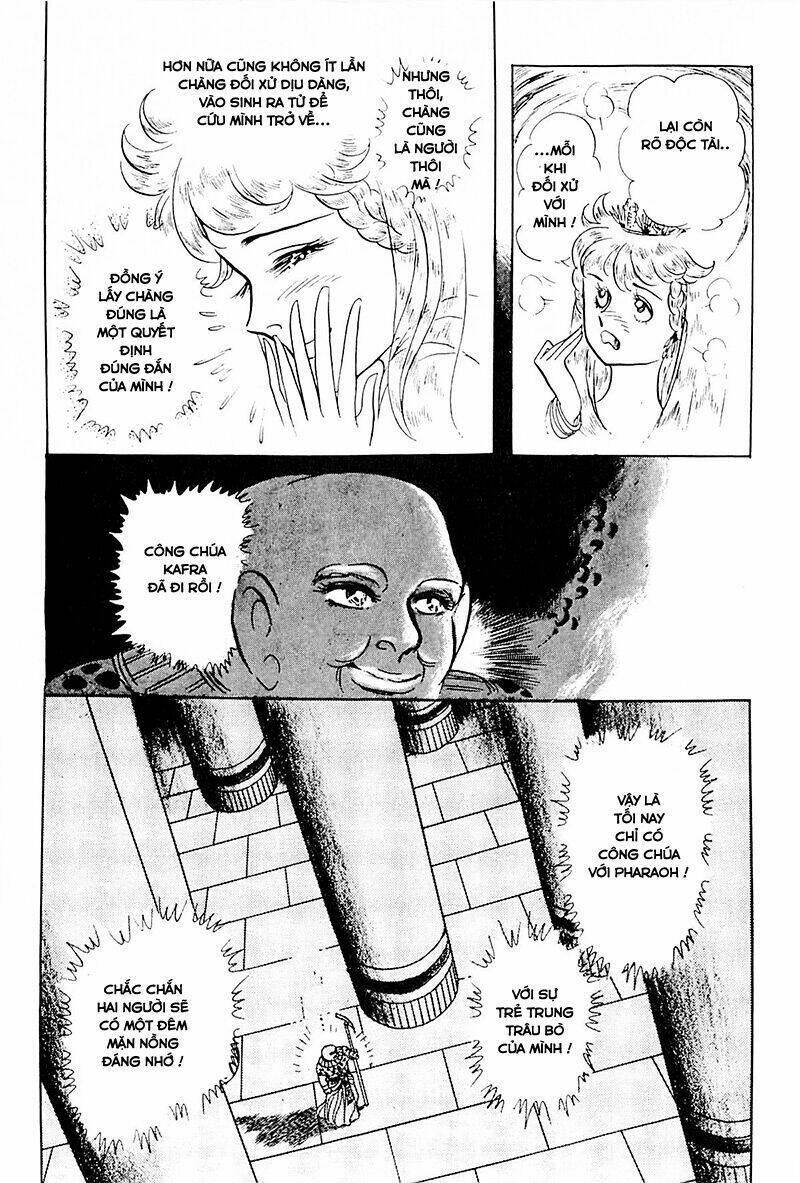 LẠI CÒN
RÕ ĐỘC TÀI..
...MỖI
KHI
ĐỐI XỬ
VỚI
MÌNH !
NHƯNG
THÔI,
CHÀNG
CŨNG
LÀ NGƯỜI
THÔI
MÀ !
HƠN NỮA CŨNG KHÔNG ÍT LẦN
CHÀNG ĐỐI XỬ DỊU DÀNG,
VÀO SINH RA TỬ ĐỂ
CỨU MÌNH TRỞ VỀ...
ĐỒNG Ý
LẤY CHÀNG
ĐÚNG LÀ
MỘT QUYẾT
ĐỊNH
ĐÚNG ĐẮN
CỦA MÌNH !
CÔNG CHÚA
KAFRA
ĐÃ ĐI RỒI !
VẬY LÀ
TỐI NAY
CHỈ CÓ
CÔNG CHÚA
VỚI PHARAOH !
VỚI SỰ
TRẺ TRUNG
TRÂU BÒ
CỦA MÌNH !
CHẮC CHẮN
HAI NGƯỜI SẼ
CÓ MỘT ĐÊM
MẶN NỒNG
ĐÁNG NHỚ !